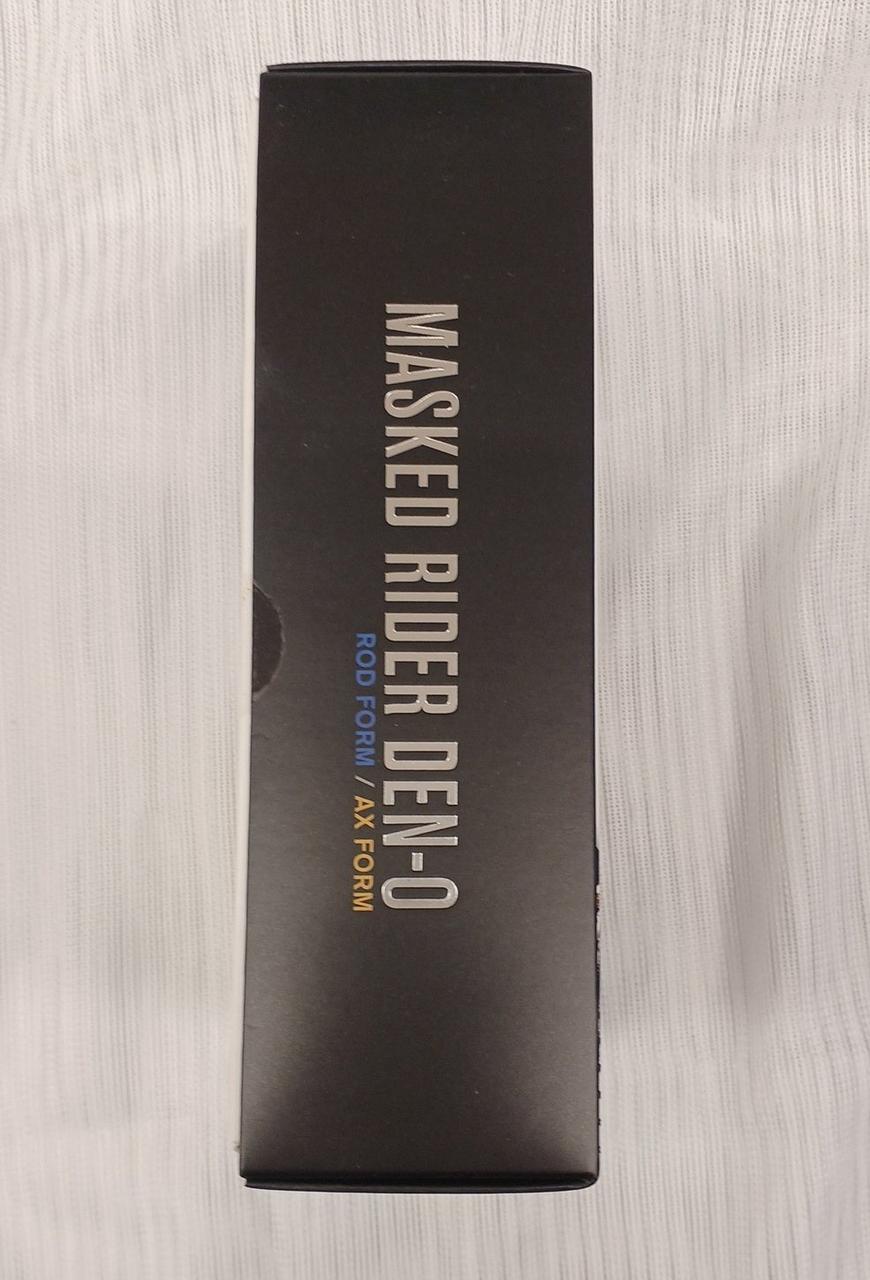 MASKED RIDER DEN-O
ROD FORM / AX FORM